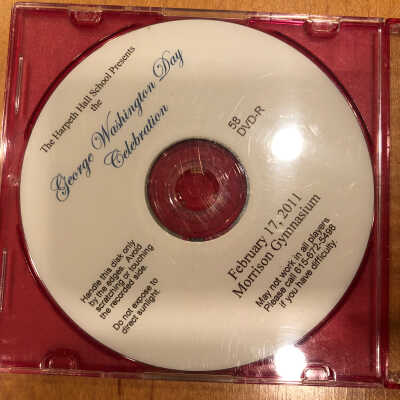 The Harpeth Hall School Presents
the
George Washington Day
Celebration
58
DVD-R
February 17, 2011
Morrison Gymnasium
Handle this disk only
by the edges. Avoid
scratching or touching
the recorded side.
Do not expose to
direct sunlight.
May not work in all players
Please call 615-672-5498
if you have difficulty.